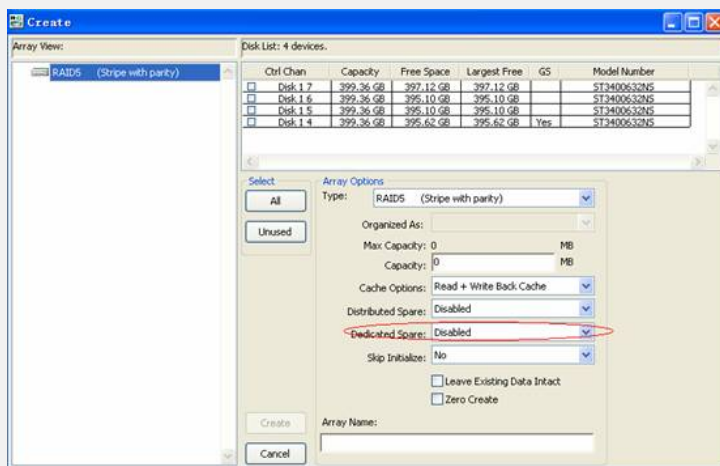 Create
Array View:
Disk List: 4 devices.
RAID5 (Stripe with parity)
Ctrl Chan Capacity Free Space Largest Free GS Model Number
Disk 1 7 399.36 GB 397.12 GB 397.12 GB ST3400632NS
Disk 1 6 399.36 GB 395.10 GB 395.10 GB ST3400632NS
Disk 1 5 399.36 GB 395.10 GB 395.10 GB ST3400632NS
Disk 1 4 399.36 GB 395.62 GB 395.62 GB Yes ST3400632NS
Select
All
Unused
Array Options
Type: RAID5 (Stripe with parity)
Organized As:
Max Capacity: 0 MB
Capacity: 0 MB
Cache Options: Read + Write Back Cache
Distributed Spare: Disabled
Dedicated Spare: Disabled
Skip Initialize: No
Leave Existing Data Intact
Zero Create
Create
Array Name:
Cancel